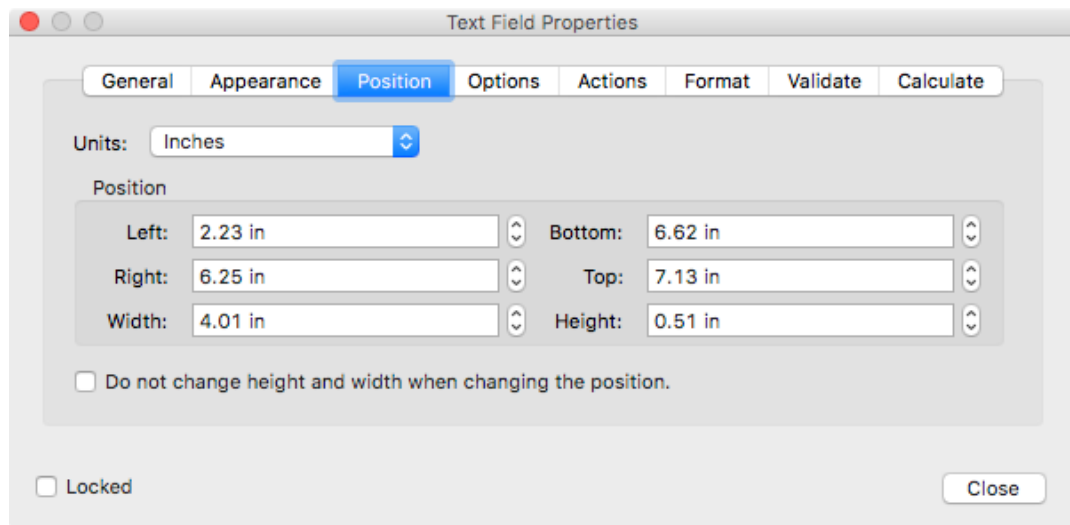 Text Field Properties
General Appearance Position Options Actions Format Validate Calculate
Units: Inches
Position
Left: 2.23 in Bottom: 6.62 in
Right: 6.25 in Top: 7.13 in
Width: 4.01 in Height: 0.51 in
Do not change height and width when changing the position.
Locked Close